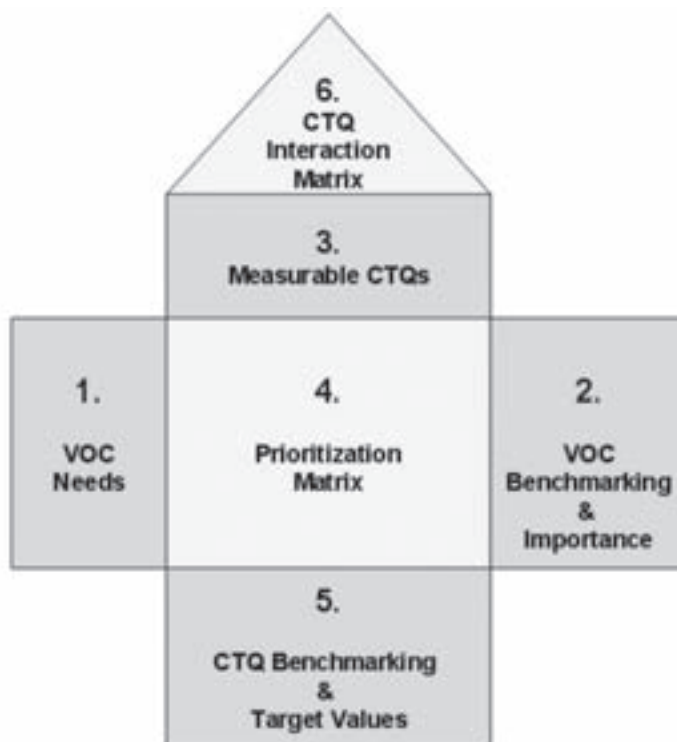 6.
CTQ
Interaction
Matrix
3.
Measurable CTQs
1.
VOC
Needs
4.
Prioritization
Matrix
2.
VOC
Benchmarking
&
Importance
5.
CTQ Benchmarking
&
Target Values